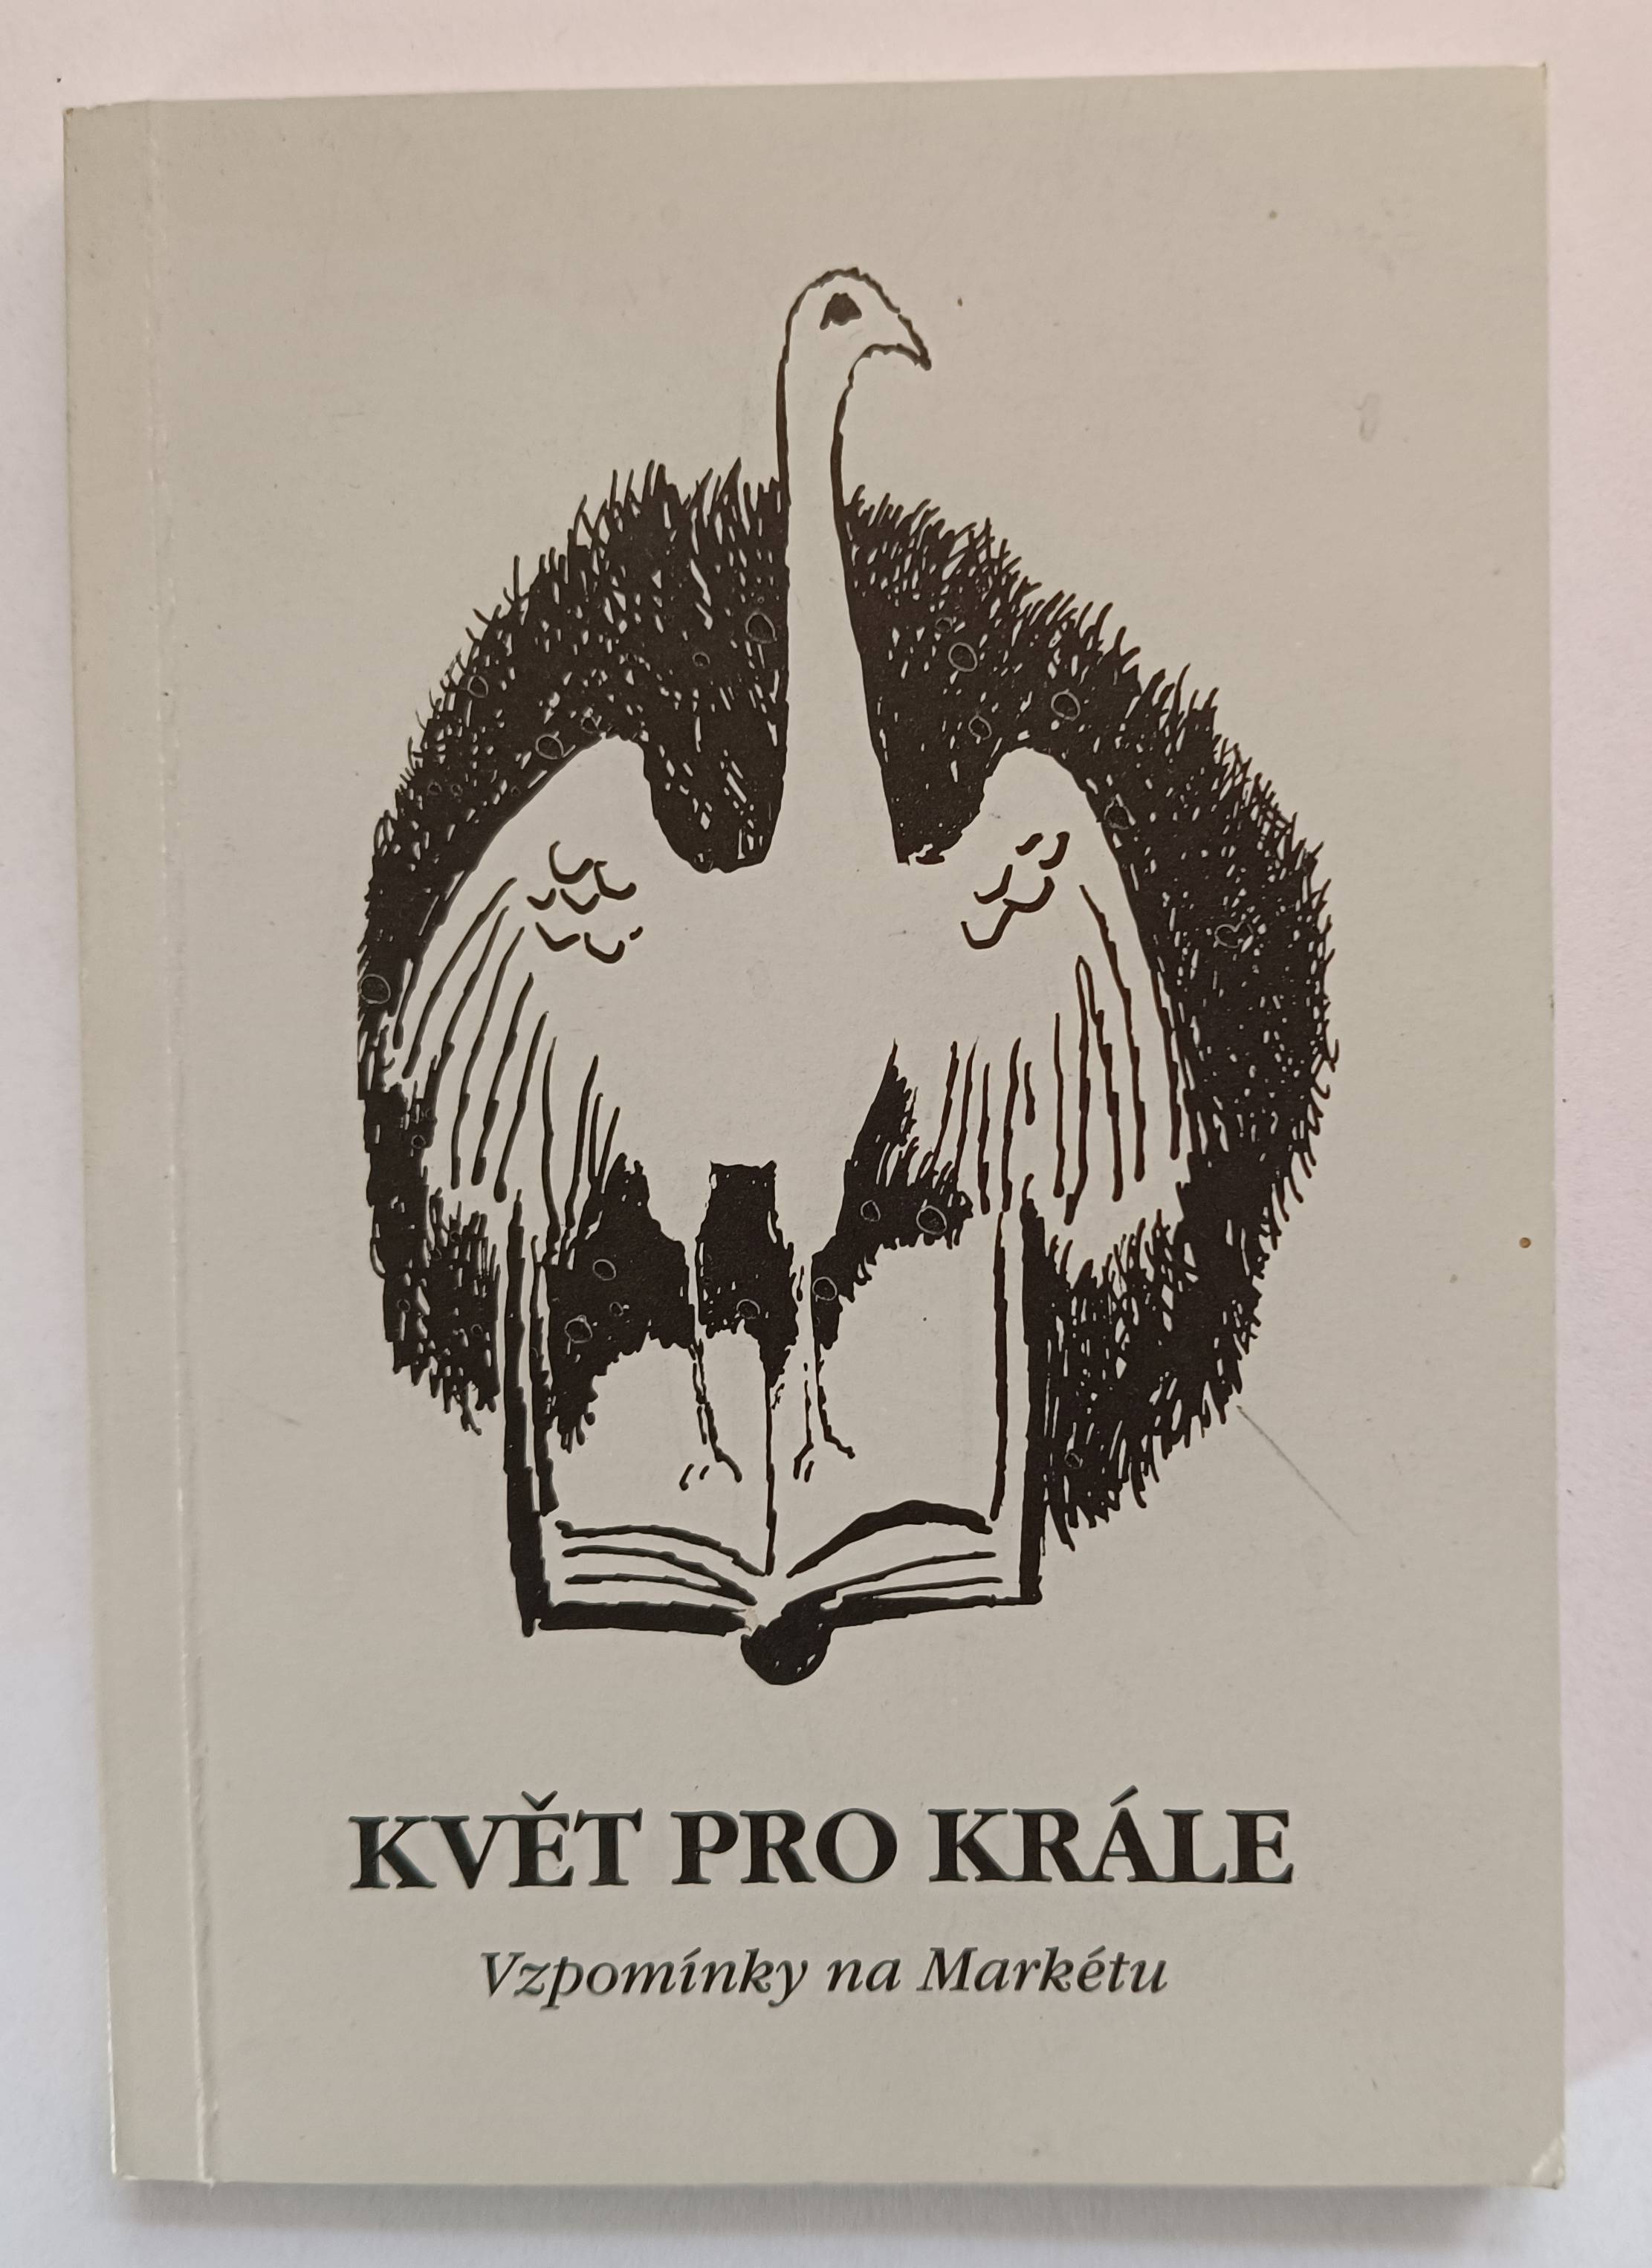 KVĚT PRO KRÁLE
Vzpomínky na Markétu